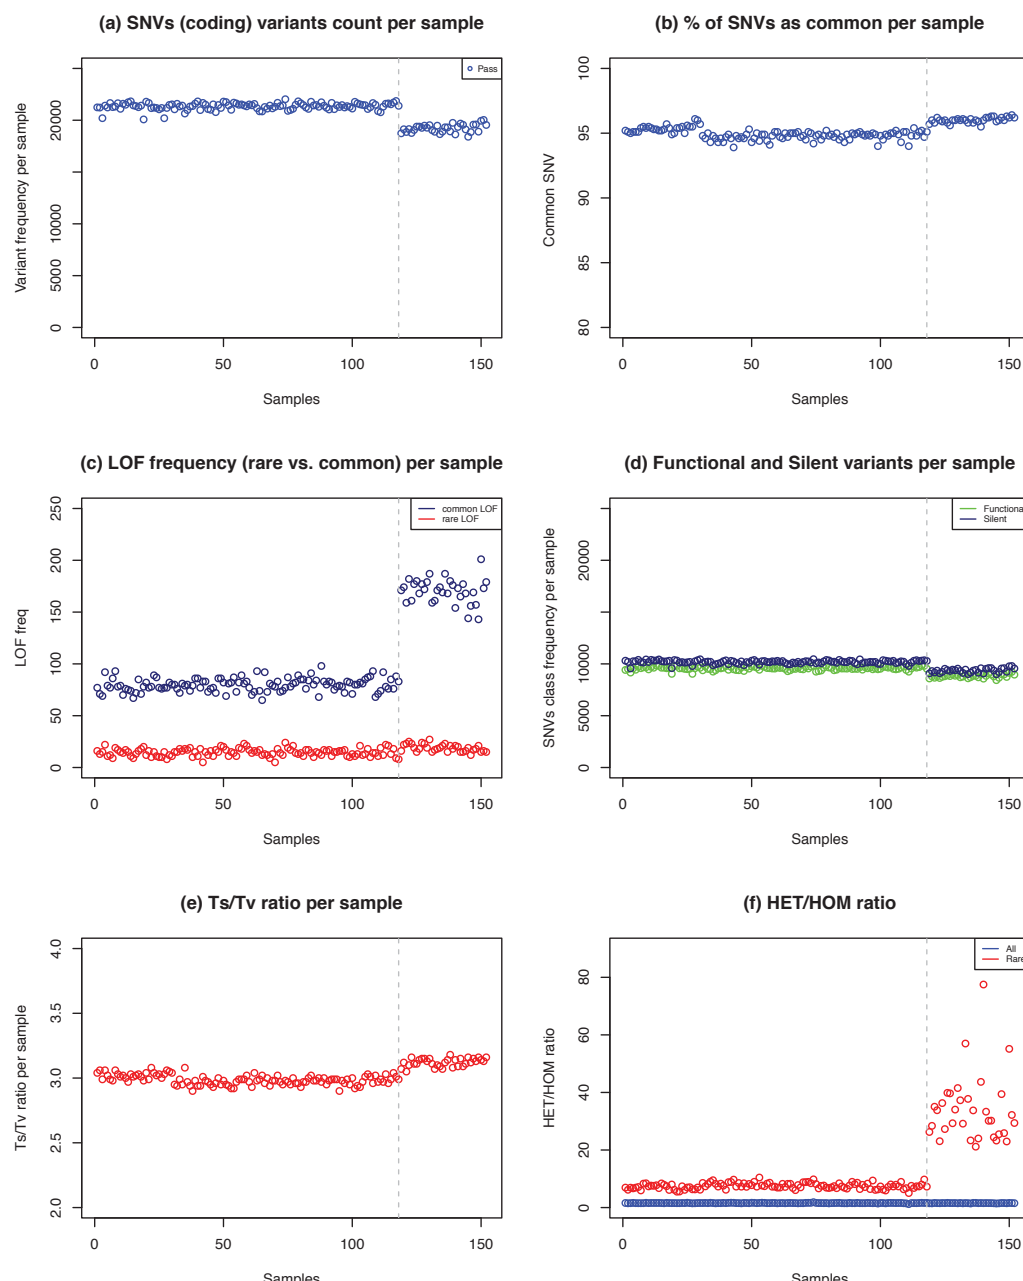 (a) SNVs (coding) variants count per sample
Pass
Variant frequency per sample
0 5000 10000 20000
0 50 100 150
Samples
(b) % of SNVs as common per sample
Common SNV
80 85 90 95 100
0 50 100 150
Samples
(c) LOF frequency (rare vs. common) per sample
common LOF
rare LOF
LOF freq
0 50 100 150 200 250
0 50 100 150
Samples
(d) Functional and Silent variants per sample
Functiona
Silent
SNVs class frequency per sample
0 5000 10000 20000
0 50 100 150
Samples
(e) Ts/Tv ratio per sample
Ts/Tv ratio per sample
2.0 2.5 3.0 3.5 4.0
0 50 100 150
Samples
(f) HET/HOM ratio
All
Rare
HET/HOM ratio
0 20 40 60 80
0 50 100 150
Samples